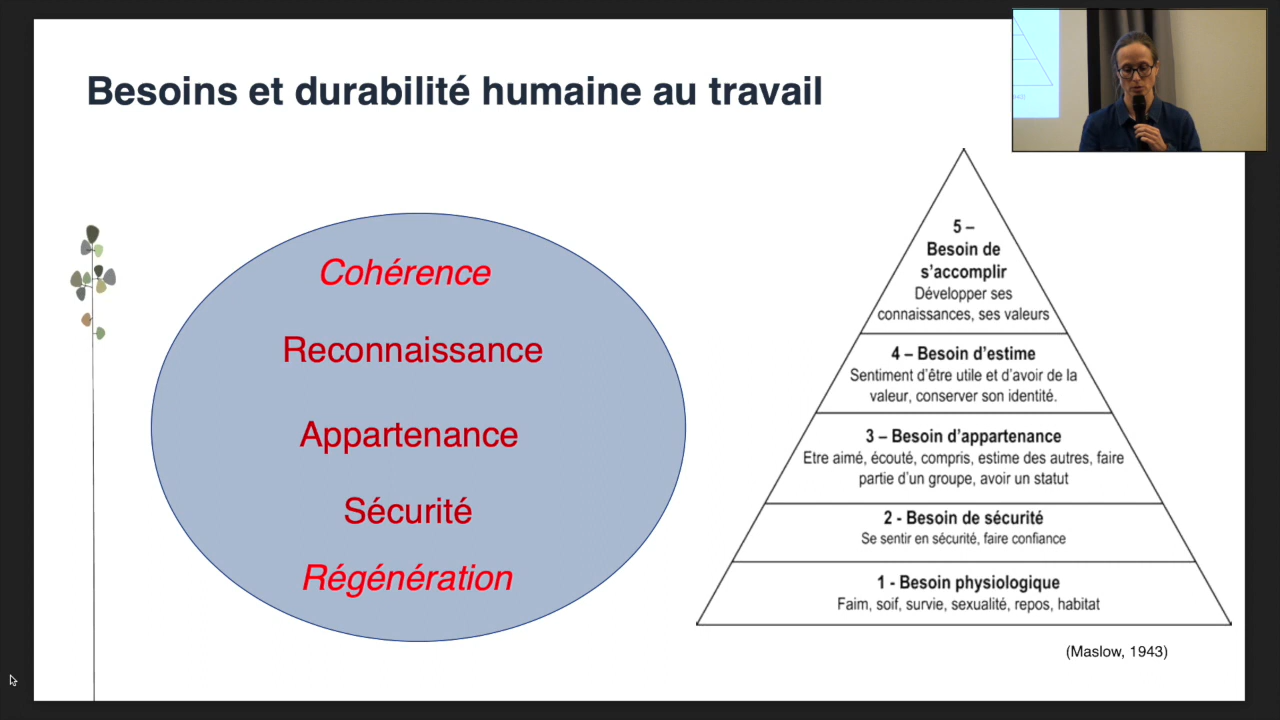 Besoins et durabilité humaine au travail
Cohérence
Reconnaissance
Appartenance
Sécurité
Régénération
5 –
Besoin de
s’accomplir
Développer ses
connaissances, ses valeurs
4 – Besoin d’estime
Sentiment d’être utile et d’avoir de la
valeur, conserver son identité.
3 – Besoin d’appartenance
Etre aimé, écouté, compris, estime des autres, faire
partie d’un groupe, avoir un statut
2 - Besoin de sécurité
Se sentir en sécurité, faire confiance
1 - Besoin physiologique
Faim, soif, survie, sexualité, repos, habitat
(Maslow, 1943)